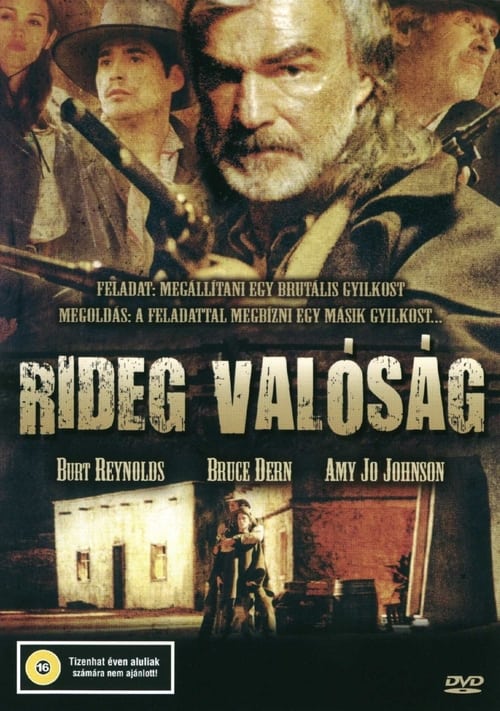 FELADAT: MEGÁLLÍTANI EGY BRUTÁLIS GYILKOST
MEGOLDÁS: A FELADATTAL MEGBÍZNI EGY MÁSIK GYILKOST...
RIDEG VALÓSÁG
BURT REYNOLDS BRUCE DERN AMY JO JOHNSON
16
Tizenhat éven aluliak
számára nem ajánlott!
DVD